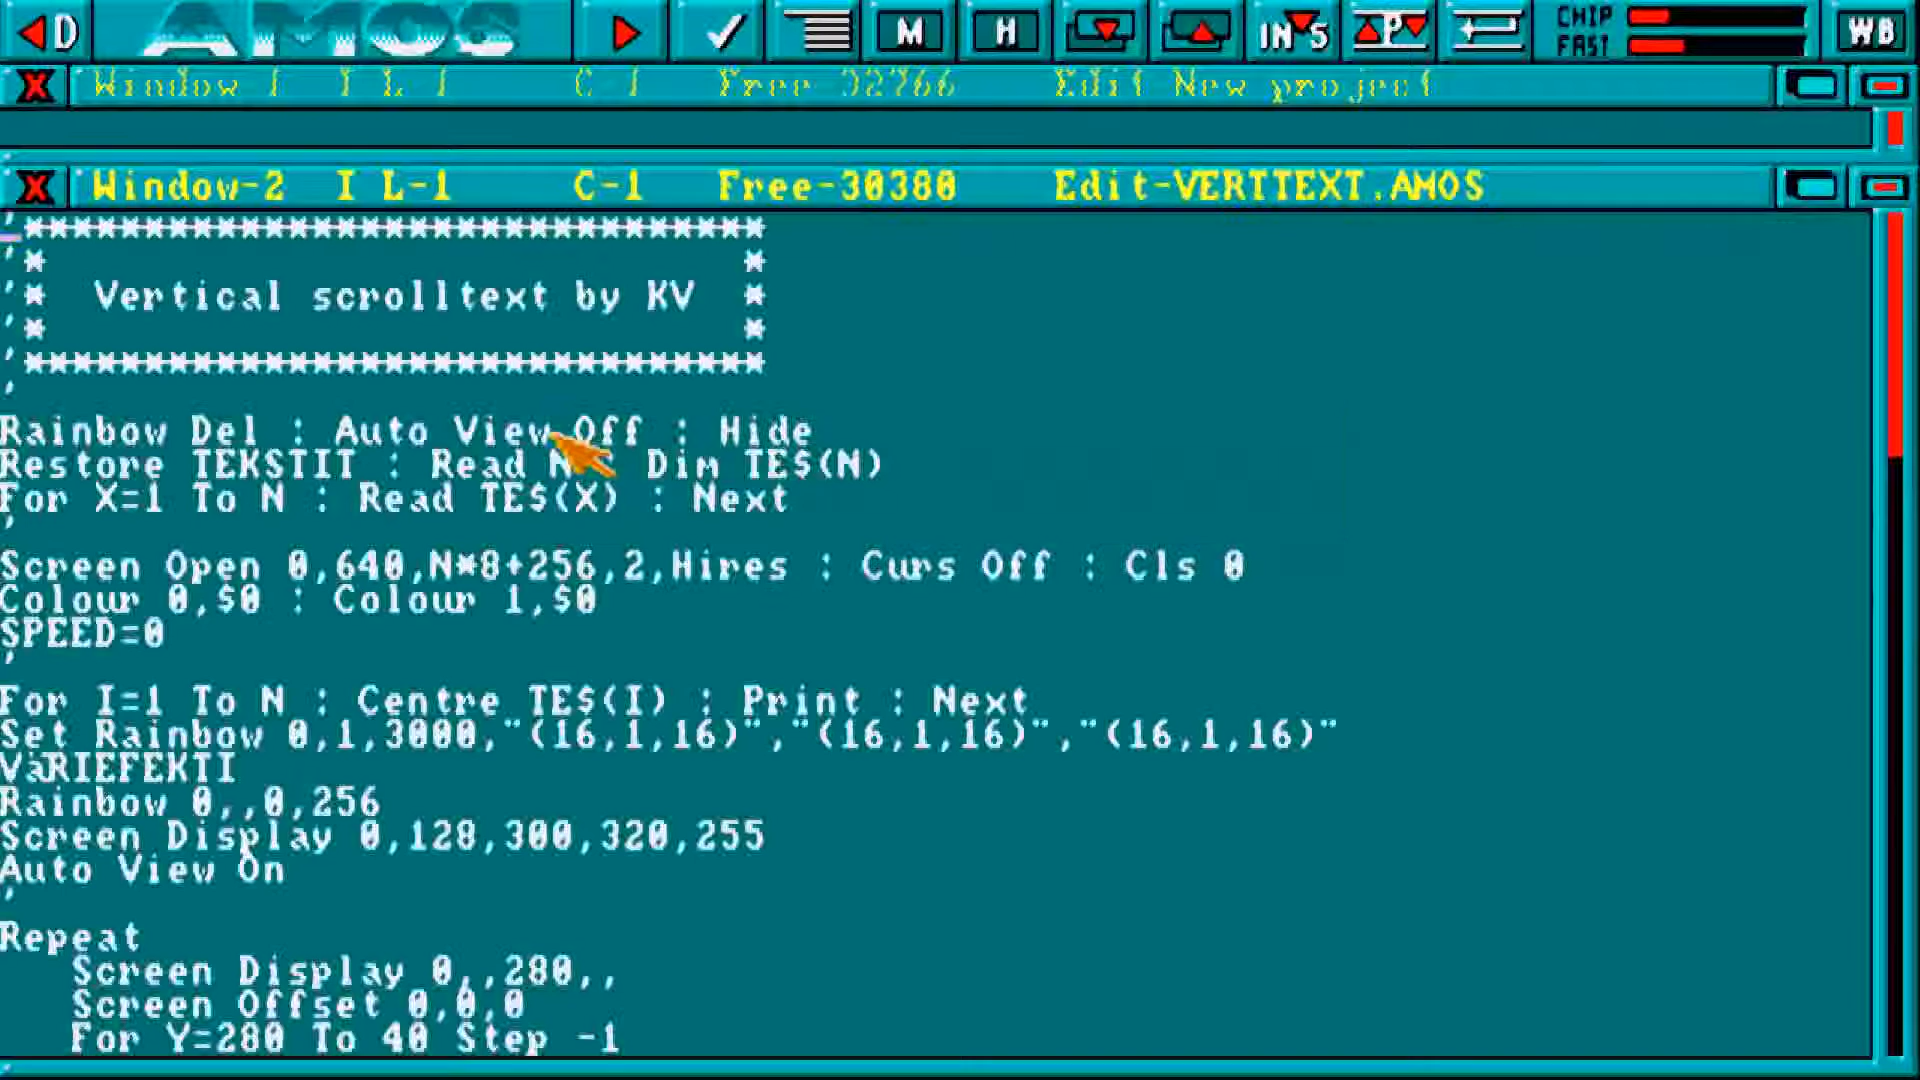 D AMOS M H INS P CHIP FAST WB
X Window 1 I L 1 C 1 Free 32766 Edit New project
X Window-2 I L-1 C-1 Free-30380 Edit-VERTTEXT.AMOS
' *******************************
' *                             *
' *  Vertical scrolltext by KV  *
' *                             *
' *******************************
'
Rainbow Del : Auto View Off : Hide
Restore TEKSTIT : Read N : Dim TE$(N)
For X=1 To N : Read TE$(X) : Next
'
Screen Open 0,640,N*8+256,2,Hires : Curs Off : Cls 0
Colour 0,$0 : Colour 1,$0
SPEED=0
'
For I=1 To N : Centre TE$(I) : Print : Next
Set Rainbow 0,1,3000,"(16,1,16)","(16,1,16)","(16,1,16)"
VäRIEFEKTI
Rainbow 0,,0,256
Screen Display 0,128,300,320,255
Auto View On
'
Repeat
Screen Display 0,,280,,
Screen Offset 0,0,0
For Y=280 To 40 Step -1